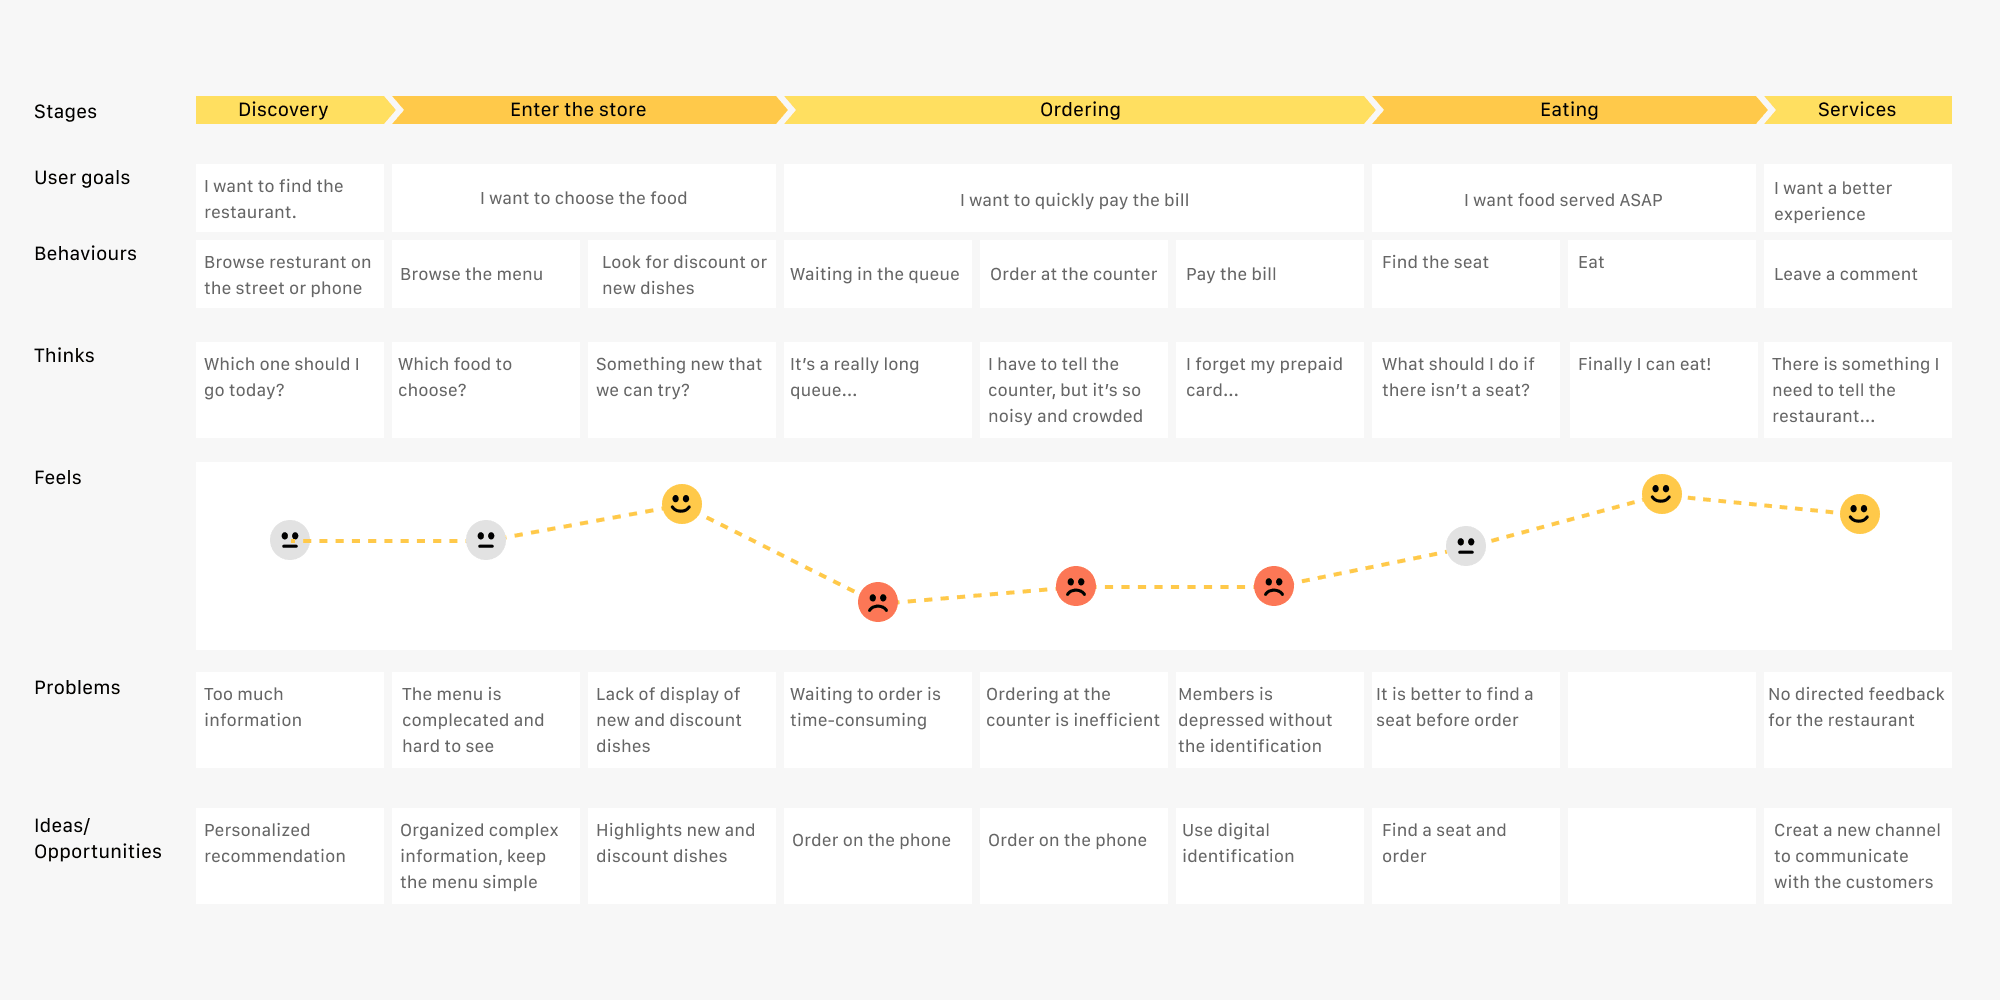 Stages
Discovery
Enter the store
Ordering
Eating
Services
User goals
I want to find the
restaurant.
I want to choose the food
I want to quickly pay the bill
I want food served ASAP
I want a better
experience
Behaviours
Browse resturant on
the street or phone
Browse the menu
Look for discount or
new dishes
Waiting in the queue
Order at the counter
Pay the bill
Find the seat
Eat
Leave a comment
Thinks
Which one should I
go today?
Which food to
choose?
Something new that
we can try?
It’s a really long
queue...
I have to tell the
counter, but it’s so
noisy and crowded
I forget my prepaid
card...
What should I do if
there isn’t a seat?
Finally I can eat!
There is something I
need to tell the
restaurant...
Feels
Problems
Too much
information
The menu is
complecated and
hard to see
Lack of display of
new and discount
dishes
Waiting to order is
time-consuming
Ordering at the
counter is inefficient
Members is
depressed without
the identification
It is better to find a
seat before order
No directed feedback
for the restaurant
Ideas/
Opportunities
Personalized
recommendation
Organized complex
information, keep
the menu simple
Highlights new and
discount dishes
Order on the phone
Order on the phone
Use digital
identification
Find a seat and
order
Creat a new channel
to communicate
with the customers